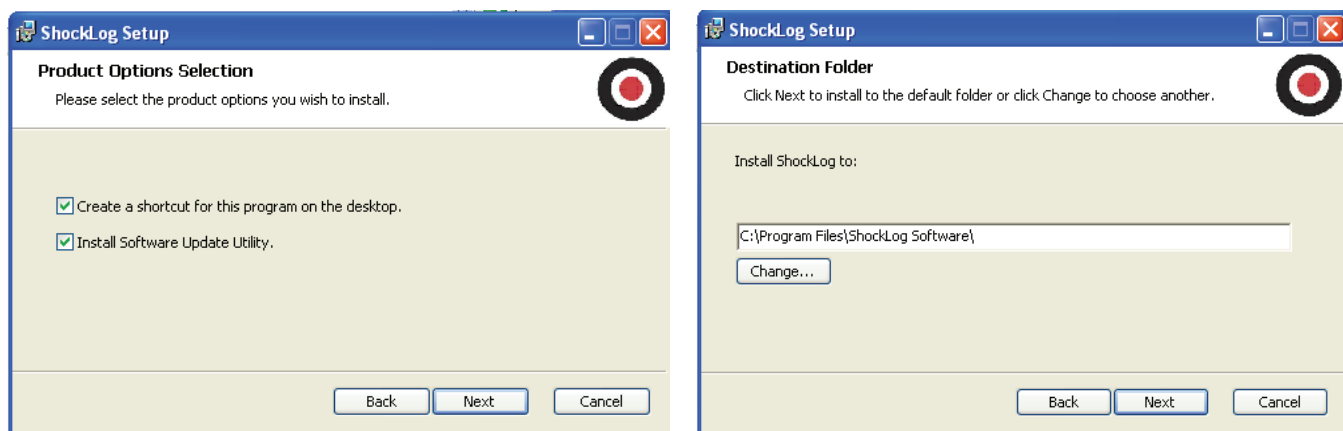 ShockLog Setup
Product Options Selection
Please select the product options you wish to install.
Create a shortcut for this program on the desktop.
Install Software Update Utility.
Back
Next
Cancel
ShockLog Setup
Destination Folder
Click Next to install to the default folder or click Change to choose another.
Install ShockLog to:
C:\Program Files\ShockLog Software\
Change...
Back
Next
Cancel